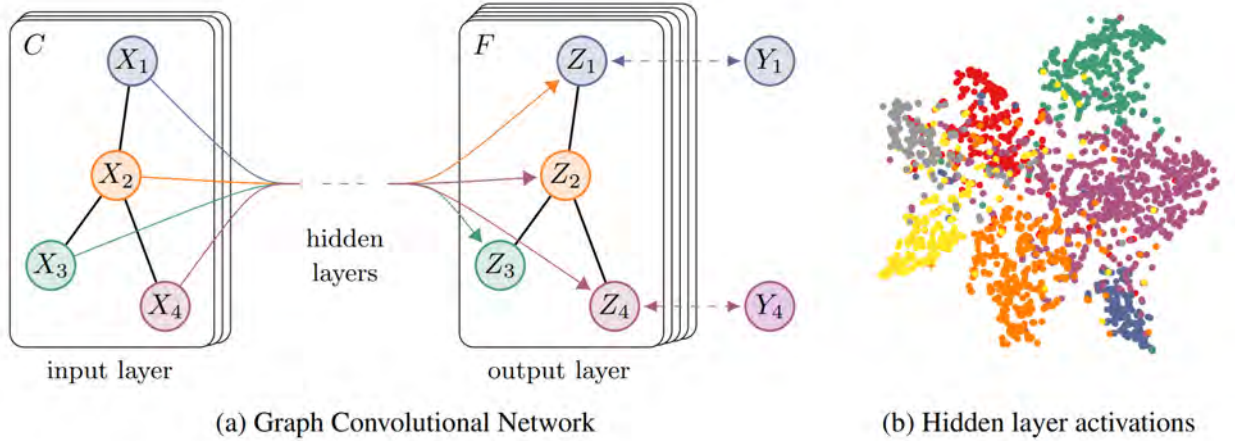 C
X1
X2
X3
X4
input layer
hidden
layers
F
Z1
Z2
Z3
Z4
output layer
Y1
Y4
(a) Graph Convolutional Network
(b) Hidden layer activations